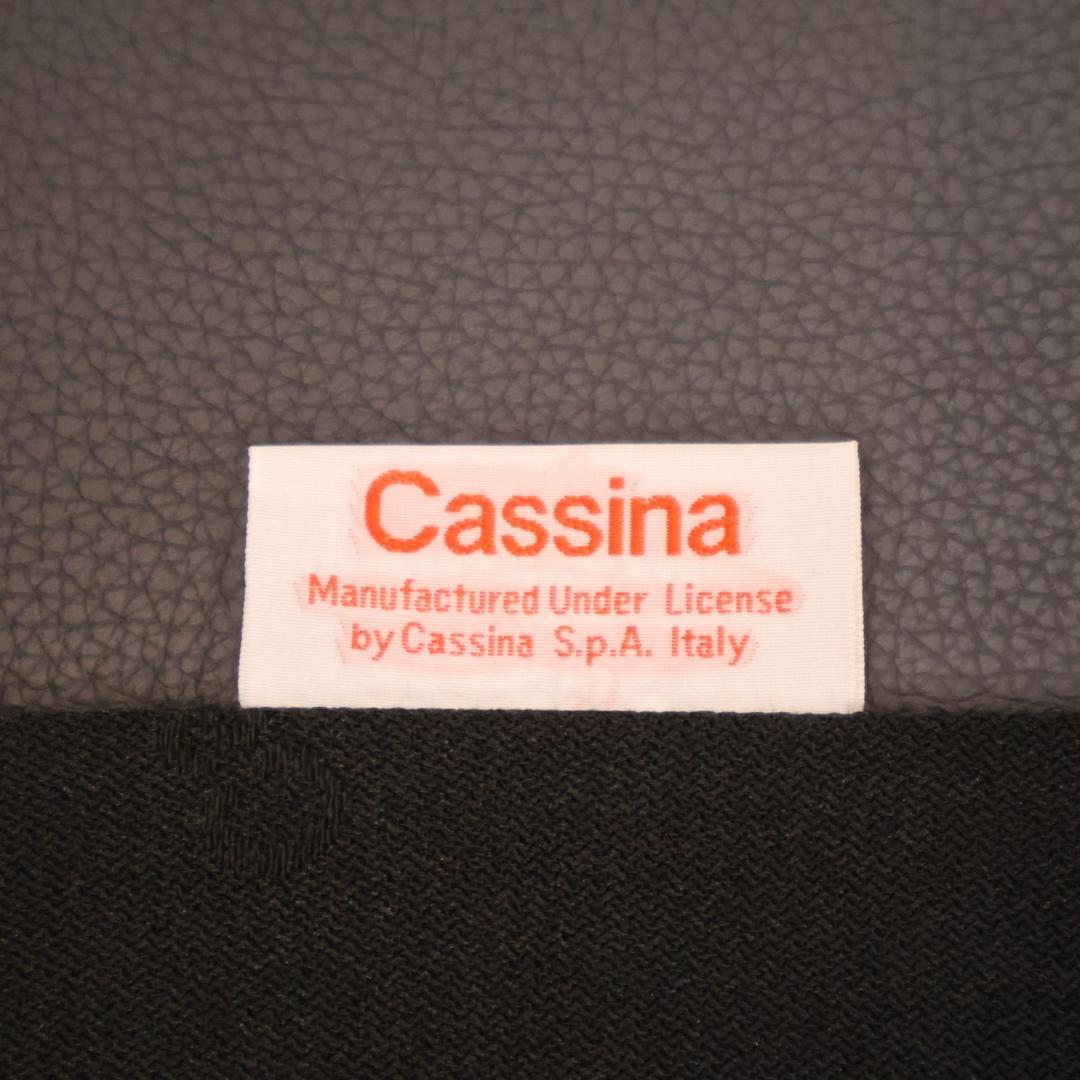 Cassina
Manufactured Under License
by Cassina S.p.A. Italy